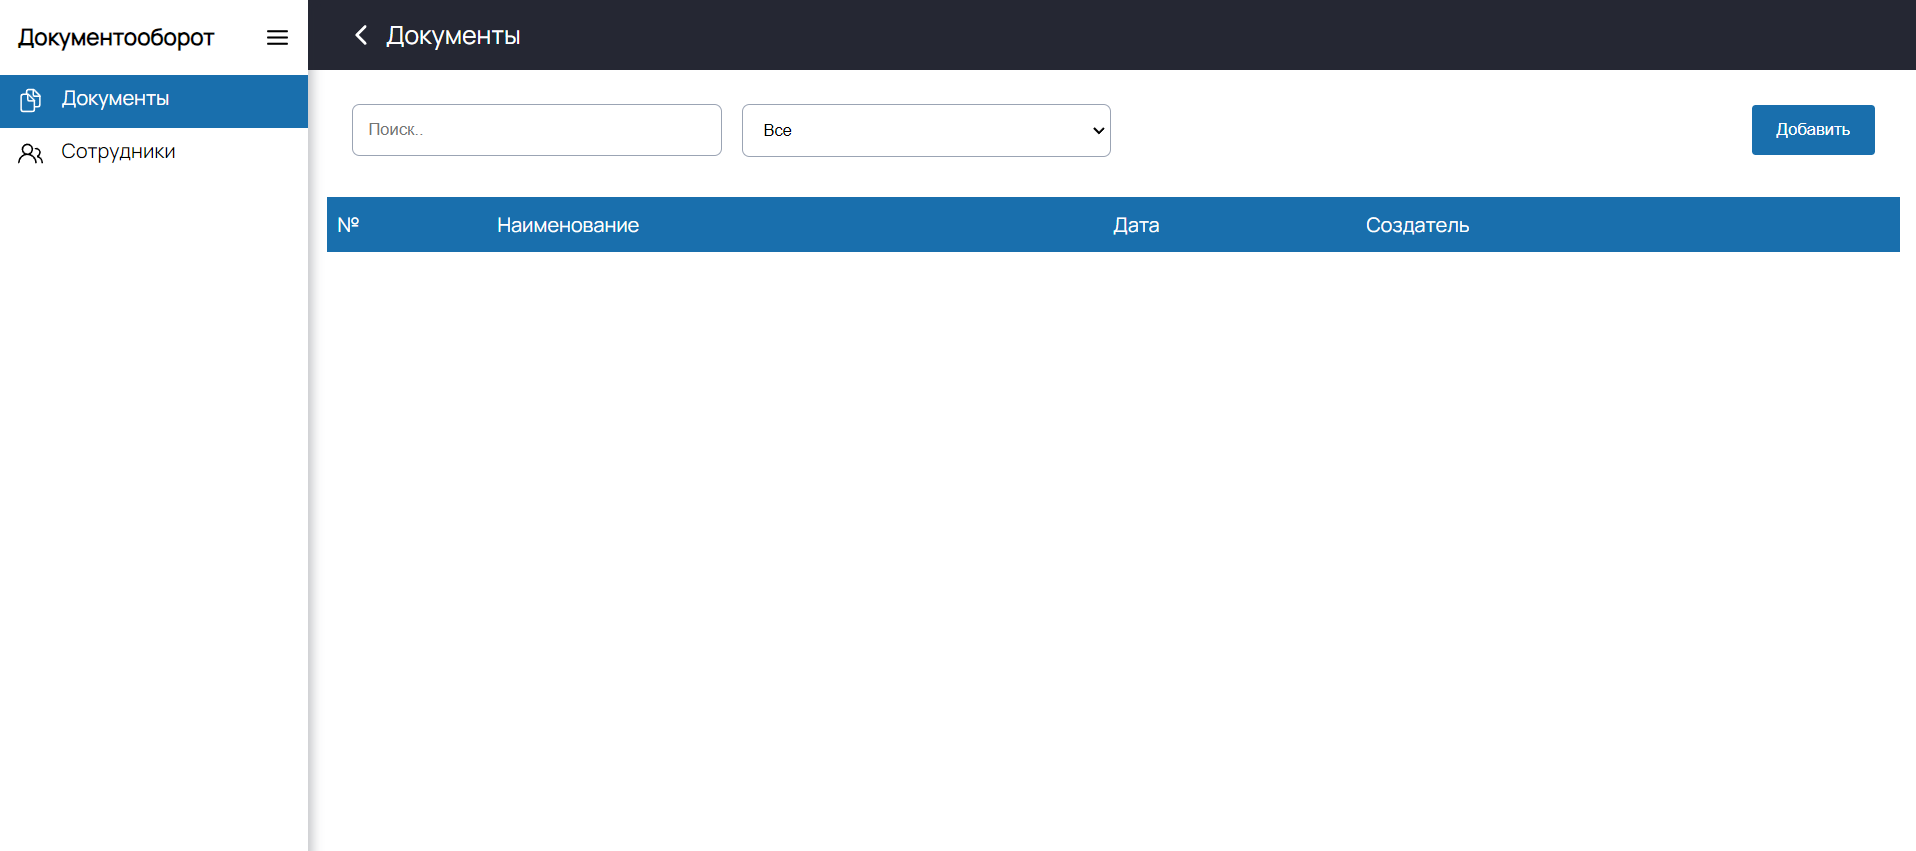 Документооборот
Документы
Документы
Сотрудники
Поиск..
Все
Добавить
№ Наименование Дата Создатель